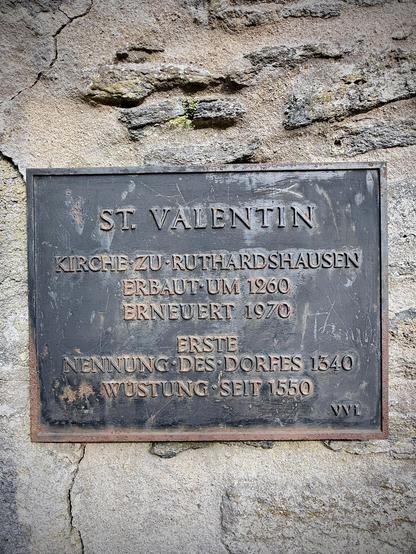 ST. VALENTIN
KIRCHE·ZU·RUTHARDSHAUSEN
ERBAUT·UM 1260
ERNEUERT 1970
ERSTE
NENNUNG·DES·DORFES 1340
WÜSTUNG·SEIT 1550
VVL